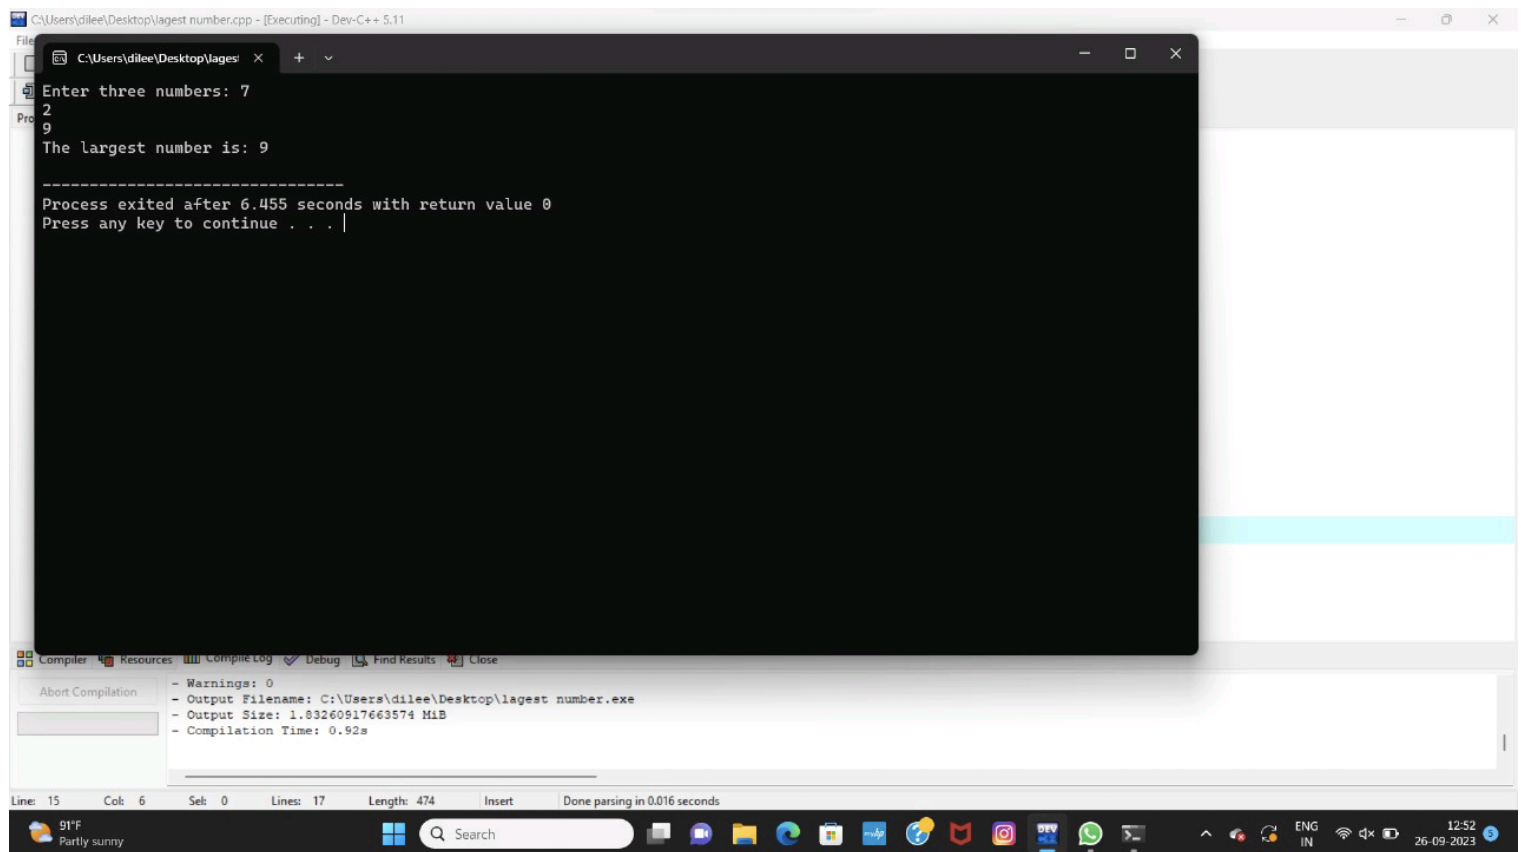 C:\Users\dilee\Desktop\lagest number.cpp - [Executing] - Dev-C++ 5.11
File
C:\Users\dilee\Desktop\lages
Enter three numbers: 7
2
Pro
9
The largest number is: 9
--------------------------------
Process exited after 6.455 seconds with return value 0
Press any key to continue . . .
Compiler Resources Compile Log Debug Find Results Close
Abort Compilation
- Warnings: 0
- Output Filename: C:\Users\dilee\Desktop\lagest number.exe
- Output Size: 1.83260917663574 MiB
- Compilation Time: 0.92s
Line: 15 Col: 6 Sel: 0 Lines: 17 Length: 474 Insert Done parsing in 0.016 seconds
91°F
Partly sunny
Search
DEV
ENG
IN
12:52
26-09-2023
5